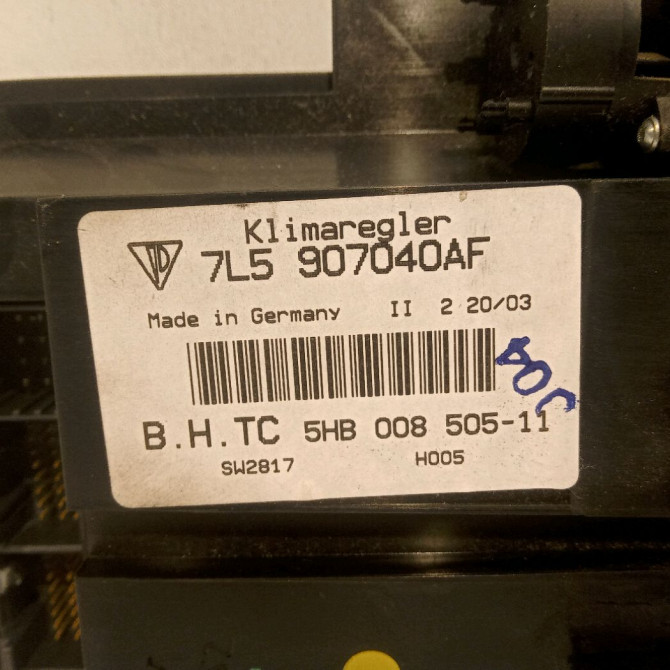 Klimaregler
7L5 907040AF
Made in Germany II 2 20/03
B.H.TC 5HB 008 505-11
SW2817 H005